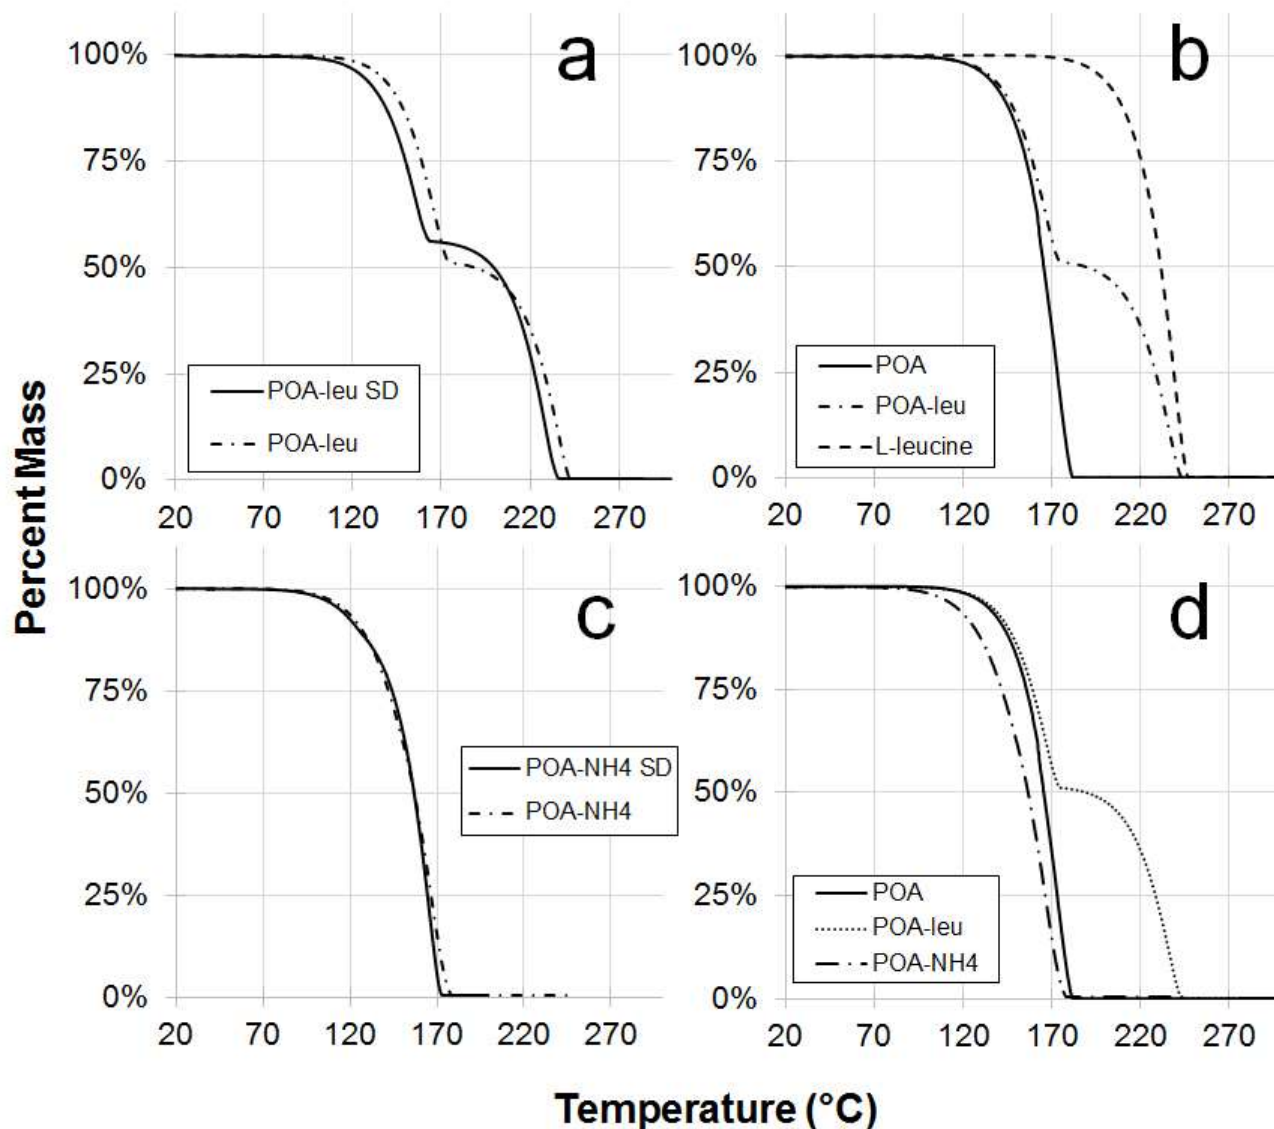 a
100%
75%
50%
25%
0%
POA-leu SD
POA-leu
20 70 120 170 220 270
b
100%
75%
50%
25%
0%
POA
POA-leu
L-leucine
20 70 120 170 220 270
Percent Mass
c
100%
75%
50%
25%
0%
POA-NH4 SD
POA-NH4
20 70 120 170 220 270
d
100%
75%
50%
25%
0%
POA
POA-leu
POA-NH4
20 70 120 170 220 270
Temperature (°C)